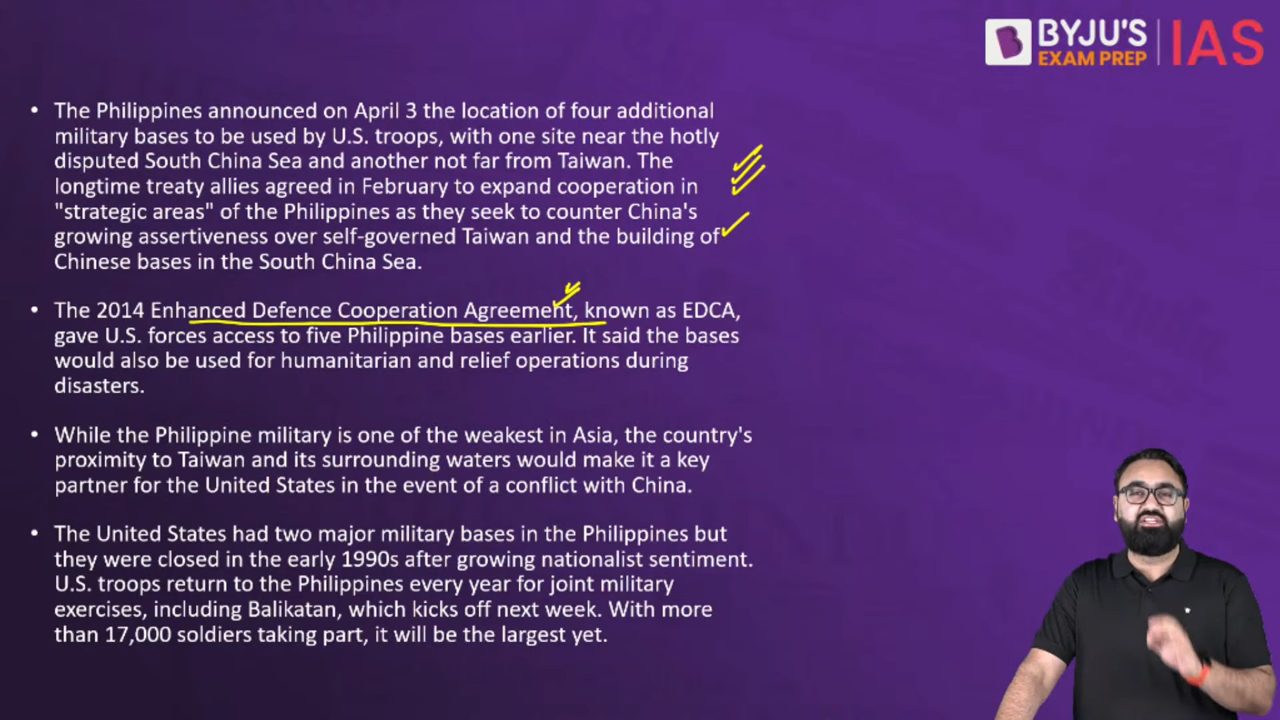 BYJU'S
EXAM PREP
IAS
• The Philippines announced on April 3 the location of four additional
military bases to be used by U.S. troops, with one site near the hotly
disputed South China Sea and another not far from Taiwan. The
longtime treaty allies agreed in February to expand cooperation in
"strategic areas" of the Philippines as they seek to counter China's
growing assertiveness over self-governed Taiwan and the building of
Chinese bases in the South China Sea.
• The 2014 Enhanced Defence Cooperation Agreement, known as EDCA,
gave U.S. forces access to five Philippine bases earlier. It said the bases
would also be used for humanitarian and relief operations during
disasters.
• While the Philippine military is one of the weakest in Asia, the country's
proximity to Taiwan and its surrounding waters would make it a key
partner for the United States in the event of a conflict with China.
• The United States had two major military bases in the Philippines but
they were closed in the early 1990s after growing nationalist sentiment.
U.S. troops return to the Philippines every year for joint military
exercises, including Balikatan, which kicks off next week. With more
than 17,000 soldiers taking part, it will be the largest yet.